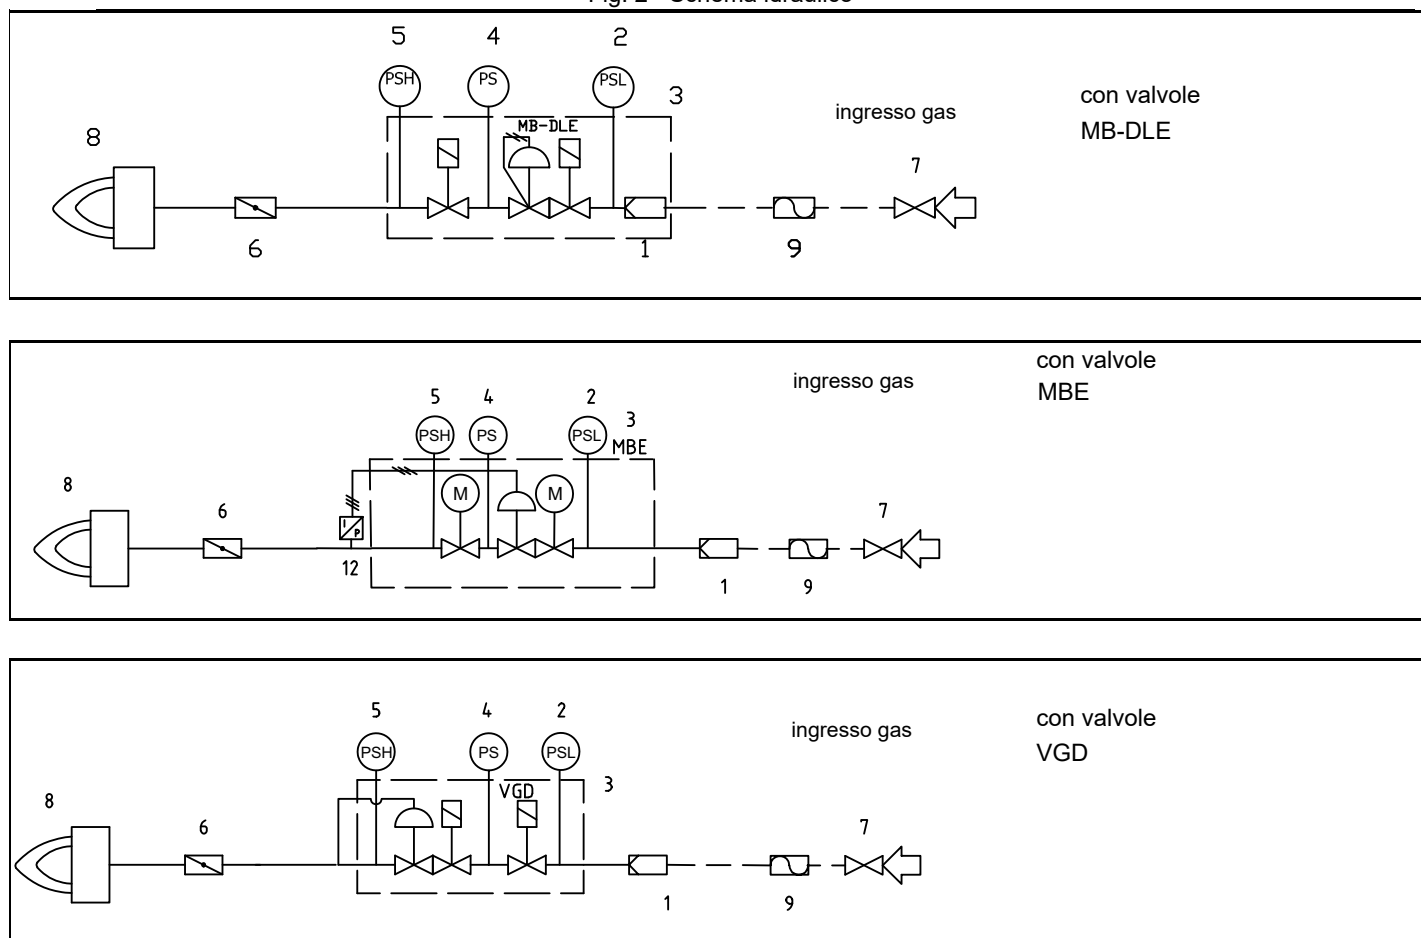 Fig. 2 - Schema idraulico
5 4 2
PSH PS PSL
3
ingresso gas
con valvole
MB-DLE
MB-DLE
8
7
6
1
9
con valvole
MBE
ingresso gas
5 4 2
3
PSH PS PSL
MBE
8
M M
6
7
I
P
12
1
9
5 4 2
con valvole
VGD
ingresso gas
PSH PS PSL
3
VGD
8
6
7
1
9